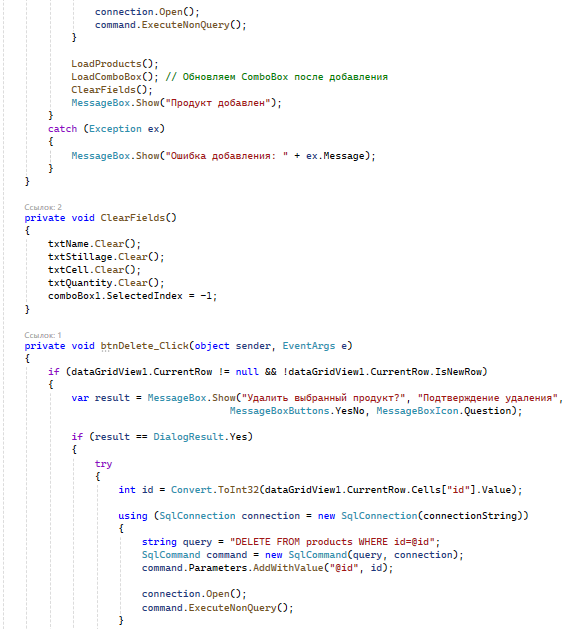 connection.Open();
command.ExecuteNonQuery();
}
LoadProducts();
LoadComboBox(); // Обновляем ComboBox после добавления
ClearFields();
MessageBox.Show("Продукт добавлен");
}
catch (Exception ex)
{
MessageBox.Show("Ошибка добавления: " + ex.Message);
}
}
Ссылок: 2
private void ClearFields()
{
txtName.Clear();
txtStillage.Clear();
txtCell.Clear();
txtQuantity.Clear();
comboBox1.SelectedIndex = -1;
}
Ссылок: 1
private void btnDelete_Click(object sender, EventArgs e)
{
if (dataGridView1.CurrentRow != null && !dataGridView1.CurrentRow.IsNewRow)
{
var result = MessageBox.Show("Удалить выбранный продукт?", "Подтверждение удаления",
MessageBoxButtons.YesNo, MessageBoxIcon.Question);
if (result == DialogResult.Yes)
{
try
{
int id = Convert.ToInt32(dataGridView1.CurrentRow.Cells["id"].Value);
using (SqlConnection connection = new SqlConnection(connectionString))
{
string query = "DELETE FROM products WHERE id=@id";
SqlCommand command = new SqlCommand(query, connection);
command.Parameters.AddWithValue("@id", id);
connection.Open();
command.ExecuteNonQuery();
}